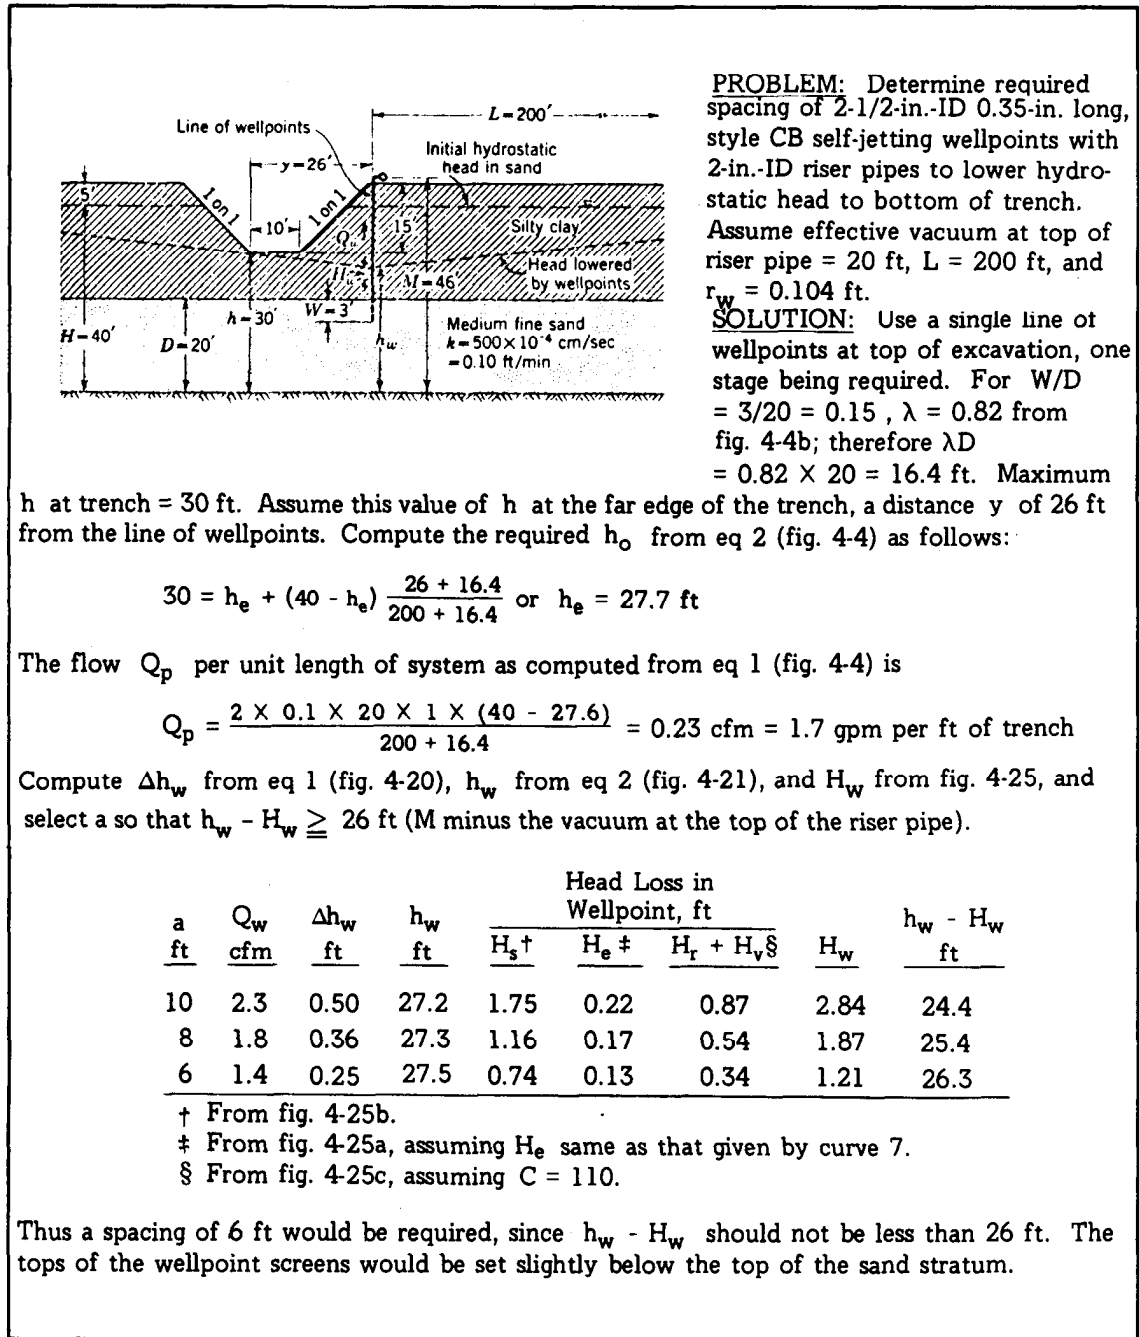 L=200'
Line of wellpoints
y=26'
Initial hydrostatic
head in sand
5'
1 on 1
10'
1 on 1
15'
Silty clay
Head lowered
by wellpoints
M=46'
h=30'
W=3'
H=40'
D=20'
h_w
Medium fine sand
k=500×10⁻⁴ cm/sec
=0.10 ft/min
PROBLEM: Determine required
spacing of 2-1/2-in.-ID 0.35-in. long,
style CB self-jetting wellpoints with
2-in.-ID riser pipes to lower hydro-
static head to bottom of trench.
Assume effective vacuum at top of
riser pipe = 20 ft, L = 200 ft, and
r_w = 0.104 ft.
SOLUTION: Use a single line of
wellpoints at top of excavation, one
stage being required. For W/D
= 3/20 = 0.15 , λ = 0.82 from
fig. 4-4b; therefore λD
= 0.82 × 20 = 16.4 ft. Maximum
h at trench = 30 ft. Assume this value of h at the far edge of the trench, a distance y of 26 ft
from the line of wellpoints. Compute the required h_o from eq 2 (fig. 4-4) as follows:
30 = h_e + (40 - h_e) (26 + 16.4)/(200 + 16.4) or h_e = 27.7 ft
The flow Q_p per unit length of system as computed from eq 1 (fig. 4-4) is
Q_p = (2 X 0.1 X 20 X 1 X (40 - 27.6))/(200 + 16.4) = 0.23 cfm = 1.7 gpm per ft of trench
Compute Δh_w from eq 1 (fig. 4-20), h_w from eq 2 (fig. 4-21), and H_w from fig. 4-25, and
select a so that h_w - H_w ≧ 26 ft (M minus the vacuum at the top of the riser pipe).
Head Loss in
Wellpoint, ft
a Q_w Δh_w h_w h_w - H_w
ft cfm ft ft H_s† H_e‡ H_r + H_v§ H_w ft
10 2.3 0.50 27.2 1.75 0.22 0.87 2.84 24.4
8 1.8 0.36 27.3 1.16 0.17 0.54 1.87 25.4
6 1.4 0.25 27.5 0.74 0.13 0.34 1.21 26.3
† From fig. 4-25b.
‡ From fig. 4-25a, assuming H_e same as that given by curve 7.
§ From fig. 4-25c, assuming C = 110.
Thus a spacing of 6 ft would be required, since h_w - H_w should not be less than 26 ft. The
tops of the wellpoint screens would be set slightly below the top of the sand stratum.